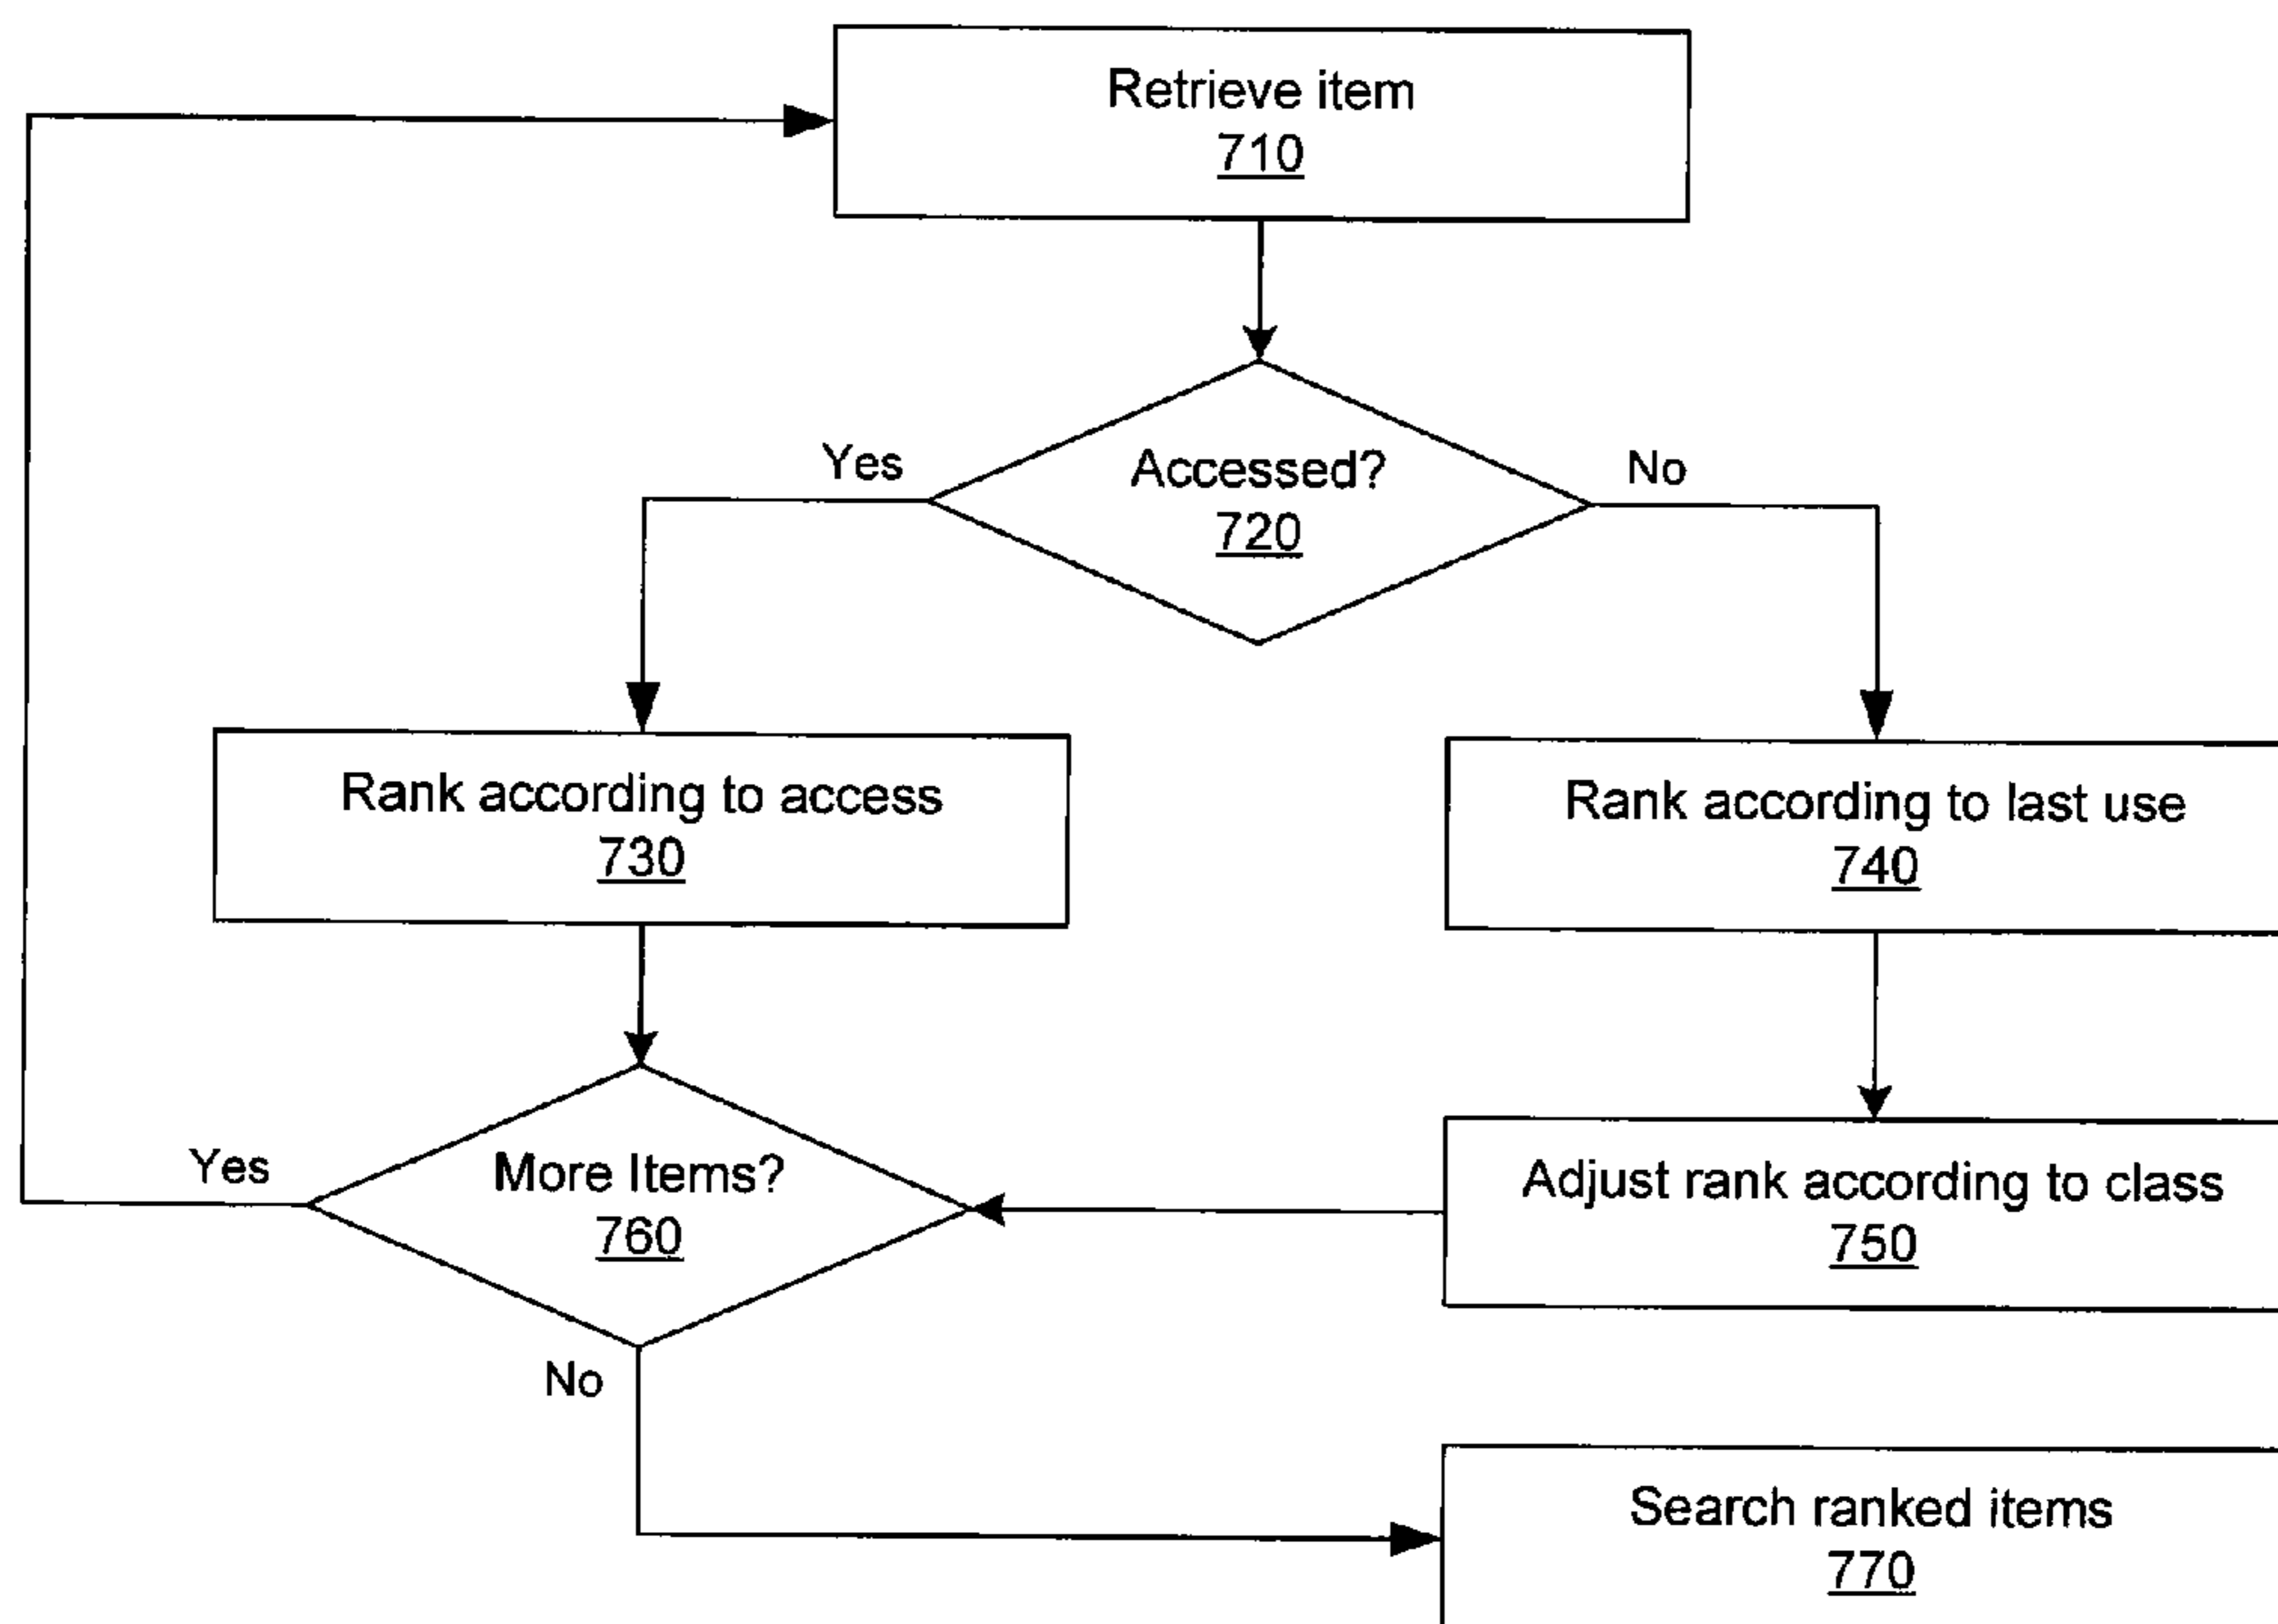 Retrieve item
710
Yes
Accessed?
720
No
Rank according to access
730
Rank according to last use
740
Yes
More Items?
760
Adjust rank according to class
750
No
Search ranked items
770